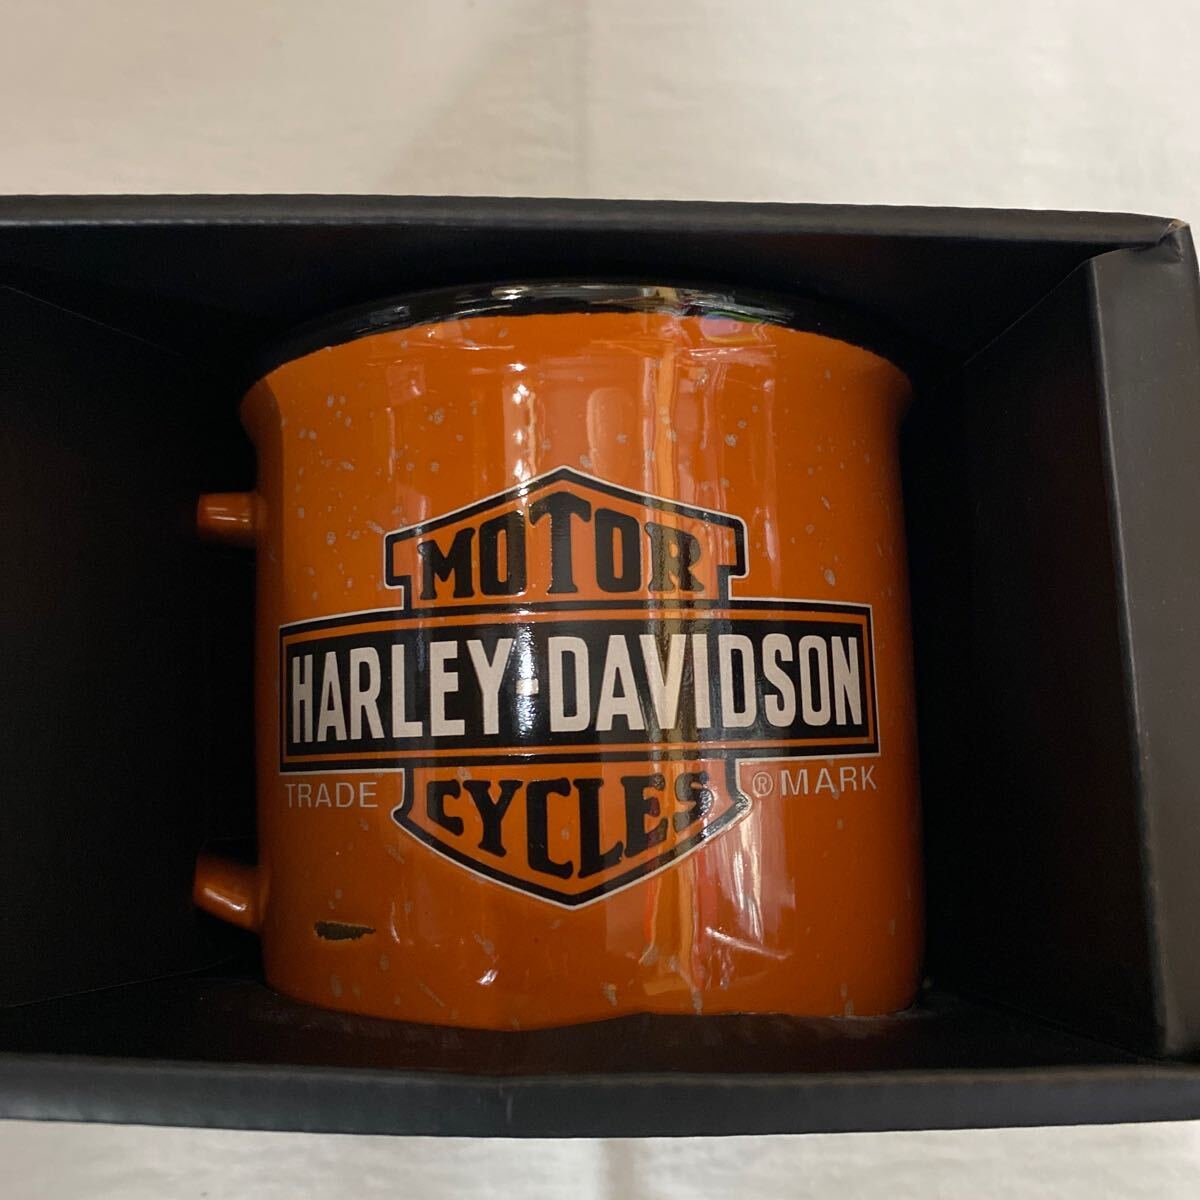 MOTOR
HARLEY-DAVIDSON
TRADE ® MARK
CYCLES